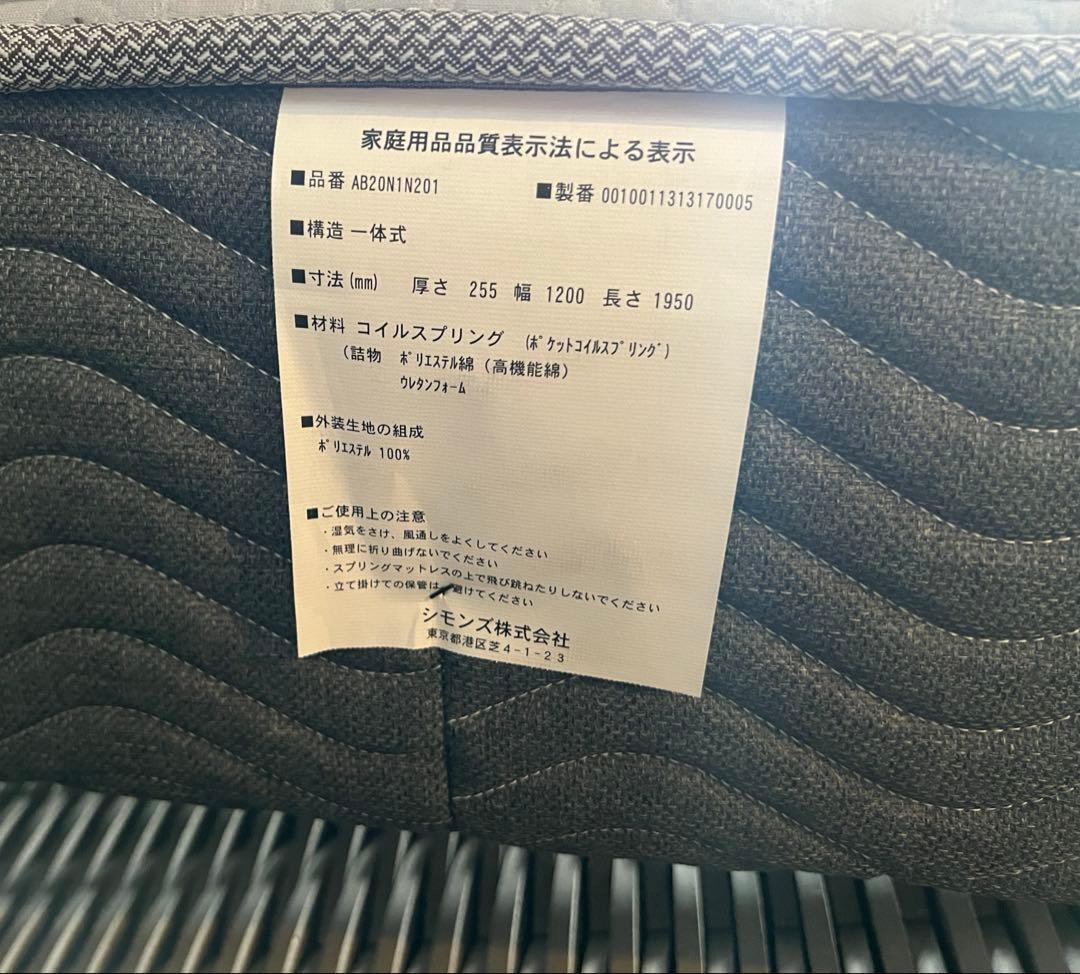 家庭用品品質表示法による表示
■品番 AB20N1N201 ■製番 0010011313170005
■構造 一体式
■寸法(mm) 厚さ 255 幅 1200 長さ 1950
■材料 コイルスプリング (ﾎﾟｹｯﾄｺｲﾙｽﾌﾟﾘﾝｸﾞ)
(詰物 ﾎﾟﾘｴｽﾃﾙ綿 (高機能綿)
ｳﾚﾀﾝﾌｫｰﾑ
■外装生地の組成
ﾎﾟﾘｴｽﾃﾙ 100%
■ご使用上の注意
・湿気をさけ、風通しをよくしてください
・無理に折り曲げないでください
・スプリングマットレスの上で飛び跳ねたりしないでください
・立て掛けての保管は 避けてください
シモンズ株式会社
東京都港区芝4-1-23